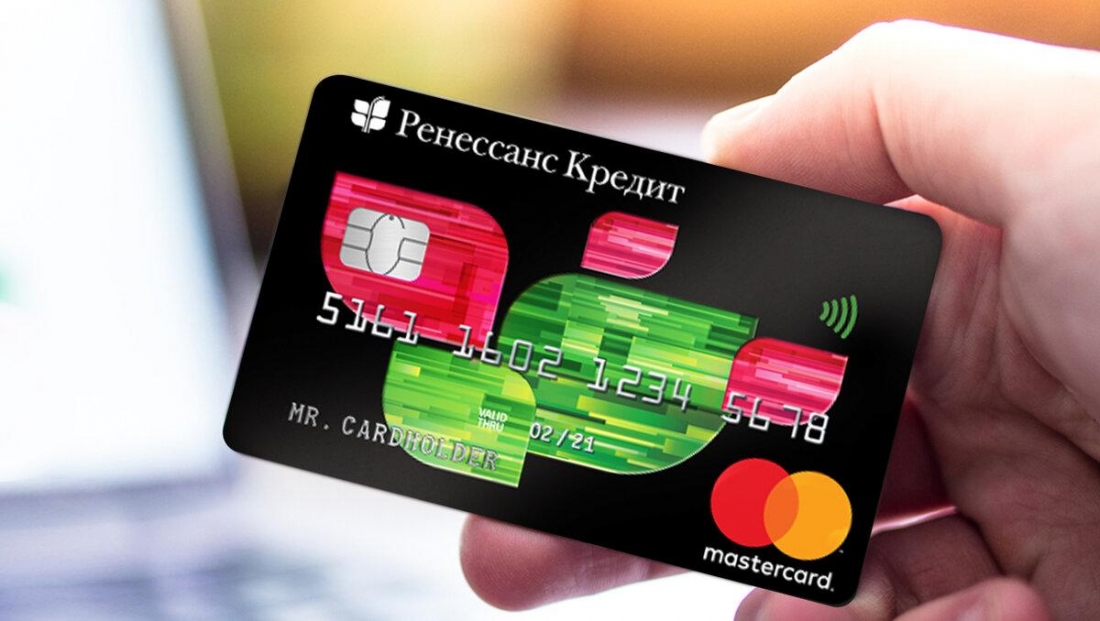 Ренессанс Кредит
5161 1602 1234 5678
VALID
THRU
02/21
MR. CARDHOLDER
mastercard.